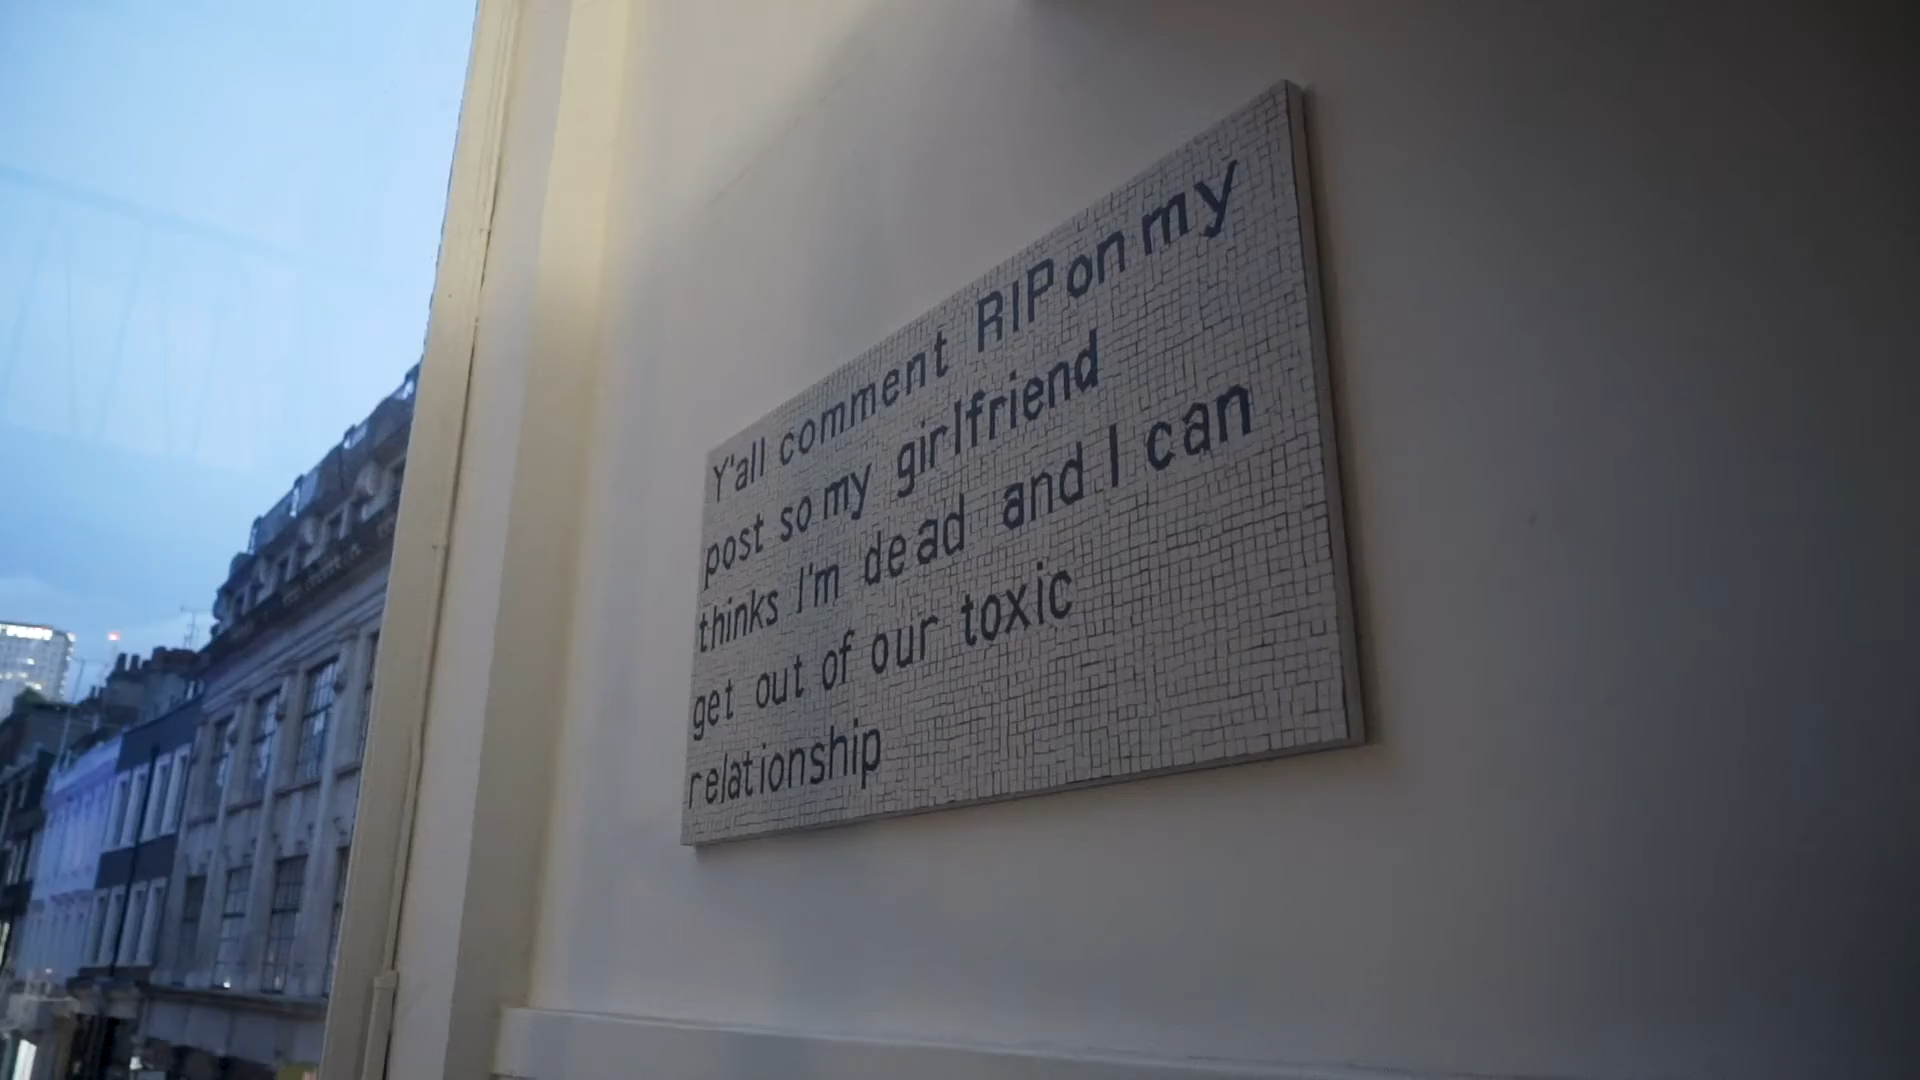 Y'all comment RIP on my
post so my girlfriend
thinks I'm dead and I can
get out of our toxic
relationship